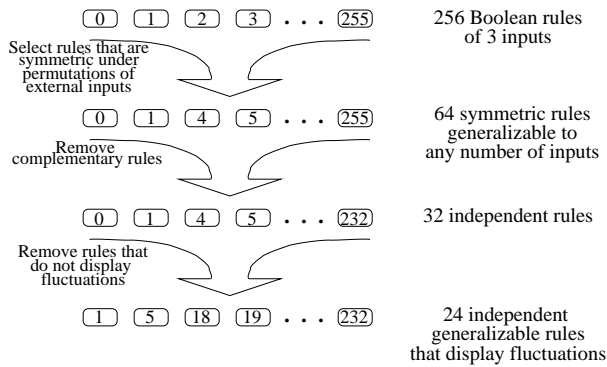 0 1 2 3 . . . 255
256 Boolean rules
of 3 inputs
Select rules that are
symmetric under
permutations of
external inputs
0 1 4 5 . . . 255
64 symmetric rules
generalizable to
any number of inputs
Remove
complementary rules
0 1 4 5 . . . 232
32 independent rules
Remove rules that
do not display
fluctuations
1 5 18 19 . . . 232
24 independent
generalizable rules
that display fluctuations